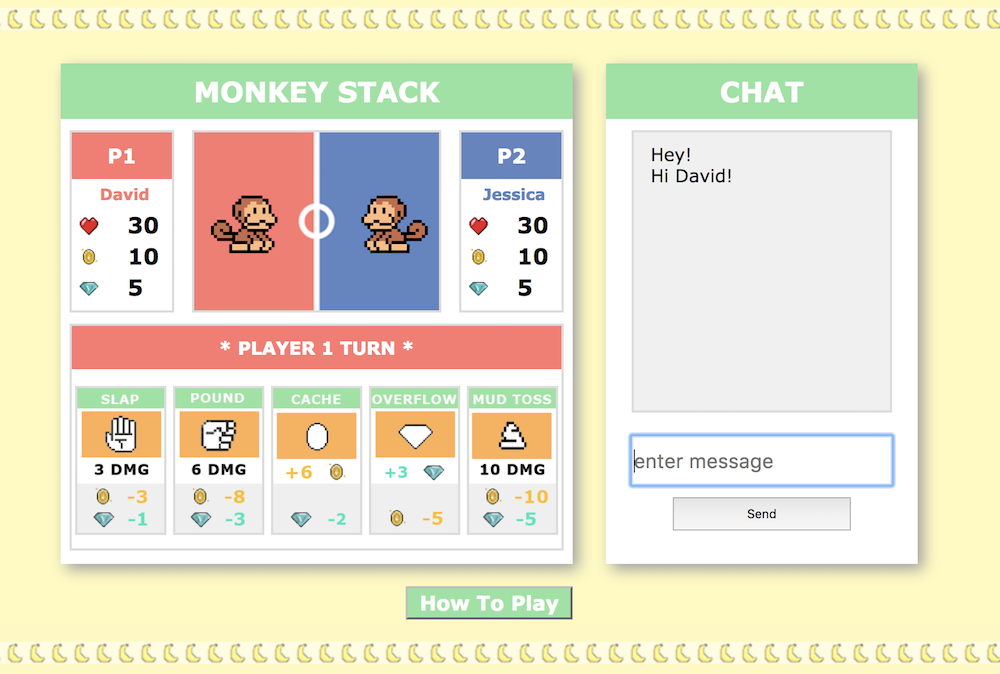 MONKEY STACK
P1
David
30
10
5
P2
Jessica
30
10
5
* PLAYER 1 TURN *
SLAP
3 DMG
-3
-1
POUND
6 DMG
-8
-3
CACHE
+6
-2
OVERFLOW
+3
-5
MUD TOSS
10 DMG
-10
-5
CHAT
Hey!
Hi David!
enter message
Send
How To Play